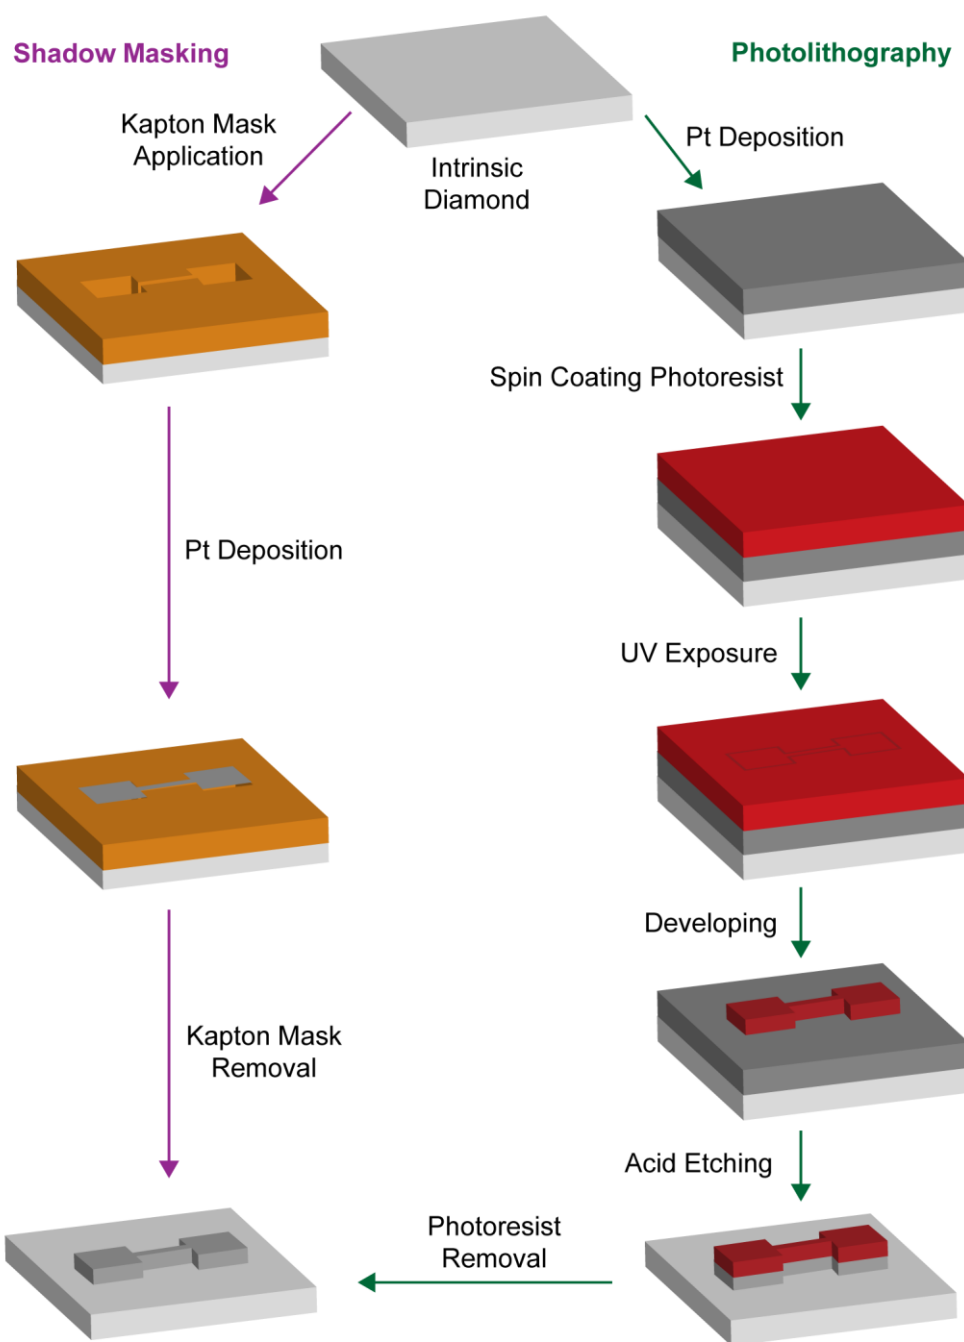 Shadow Masking
Photolithography
Kapton Mask
Application
Intrinsic
Diamond
Pt Deposition
Spin Coating Photoresist
Pt Deposition
UV Exposure
Developing
Kapton Mask
Removal
Acid Etching
Photoresist
Removal